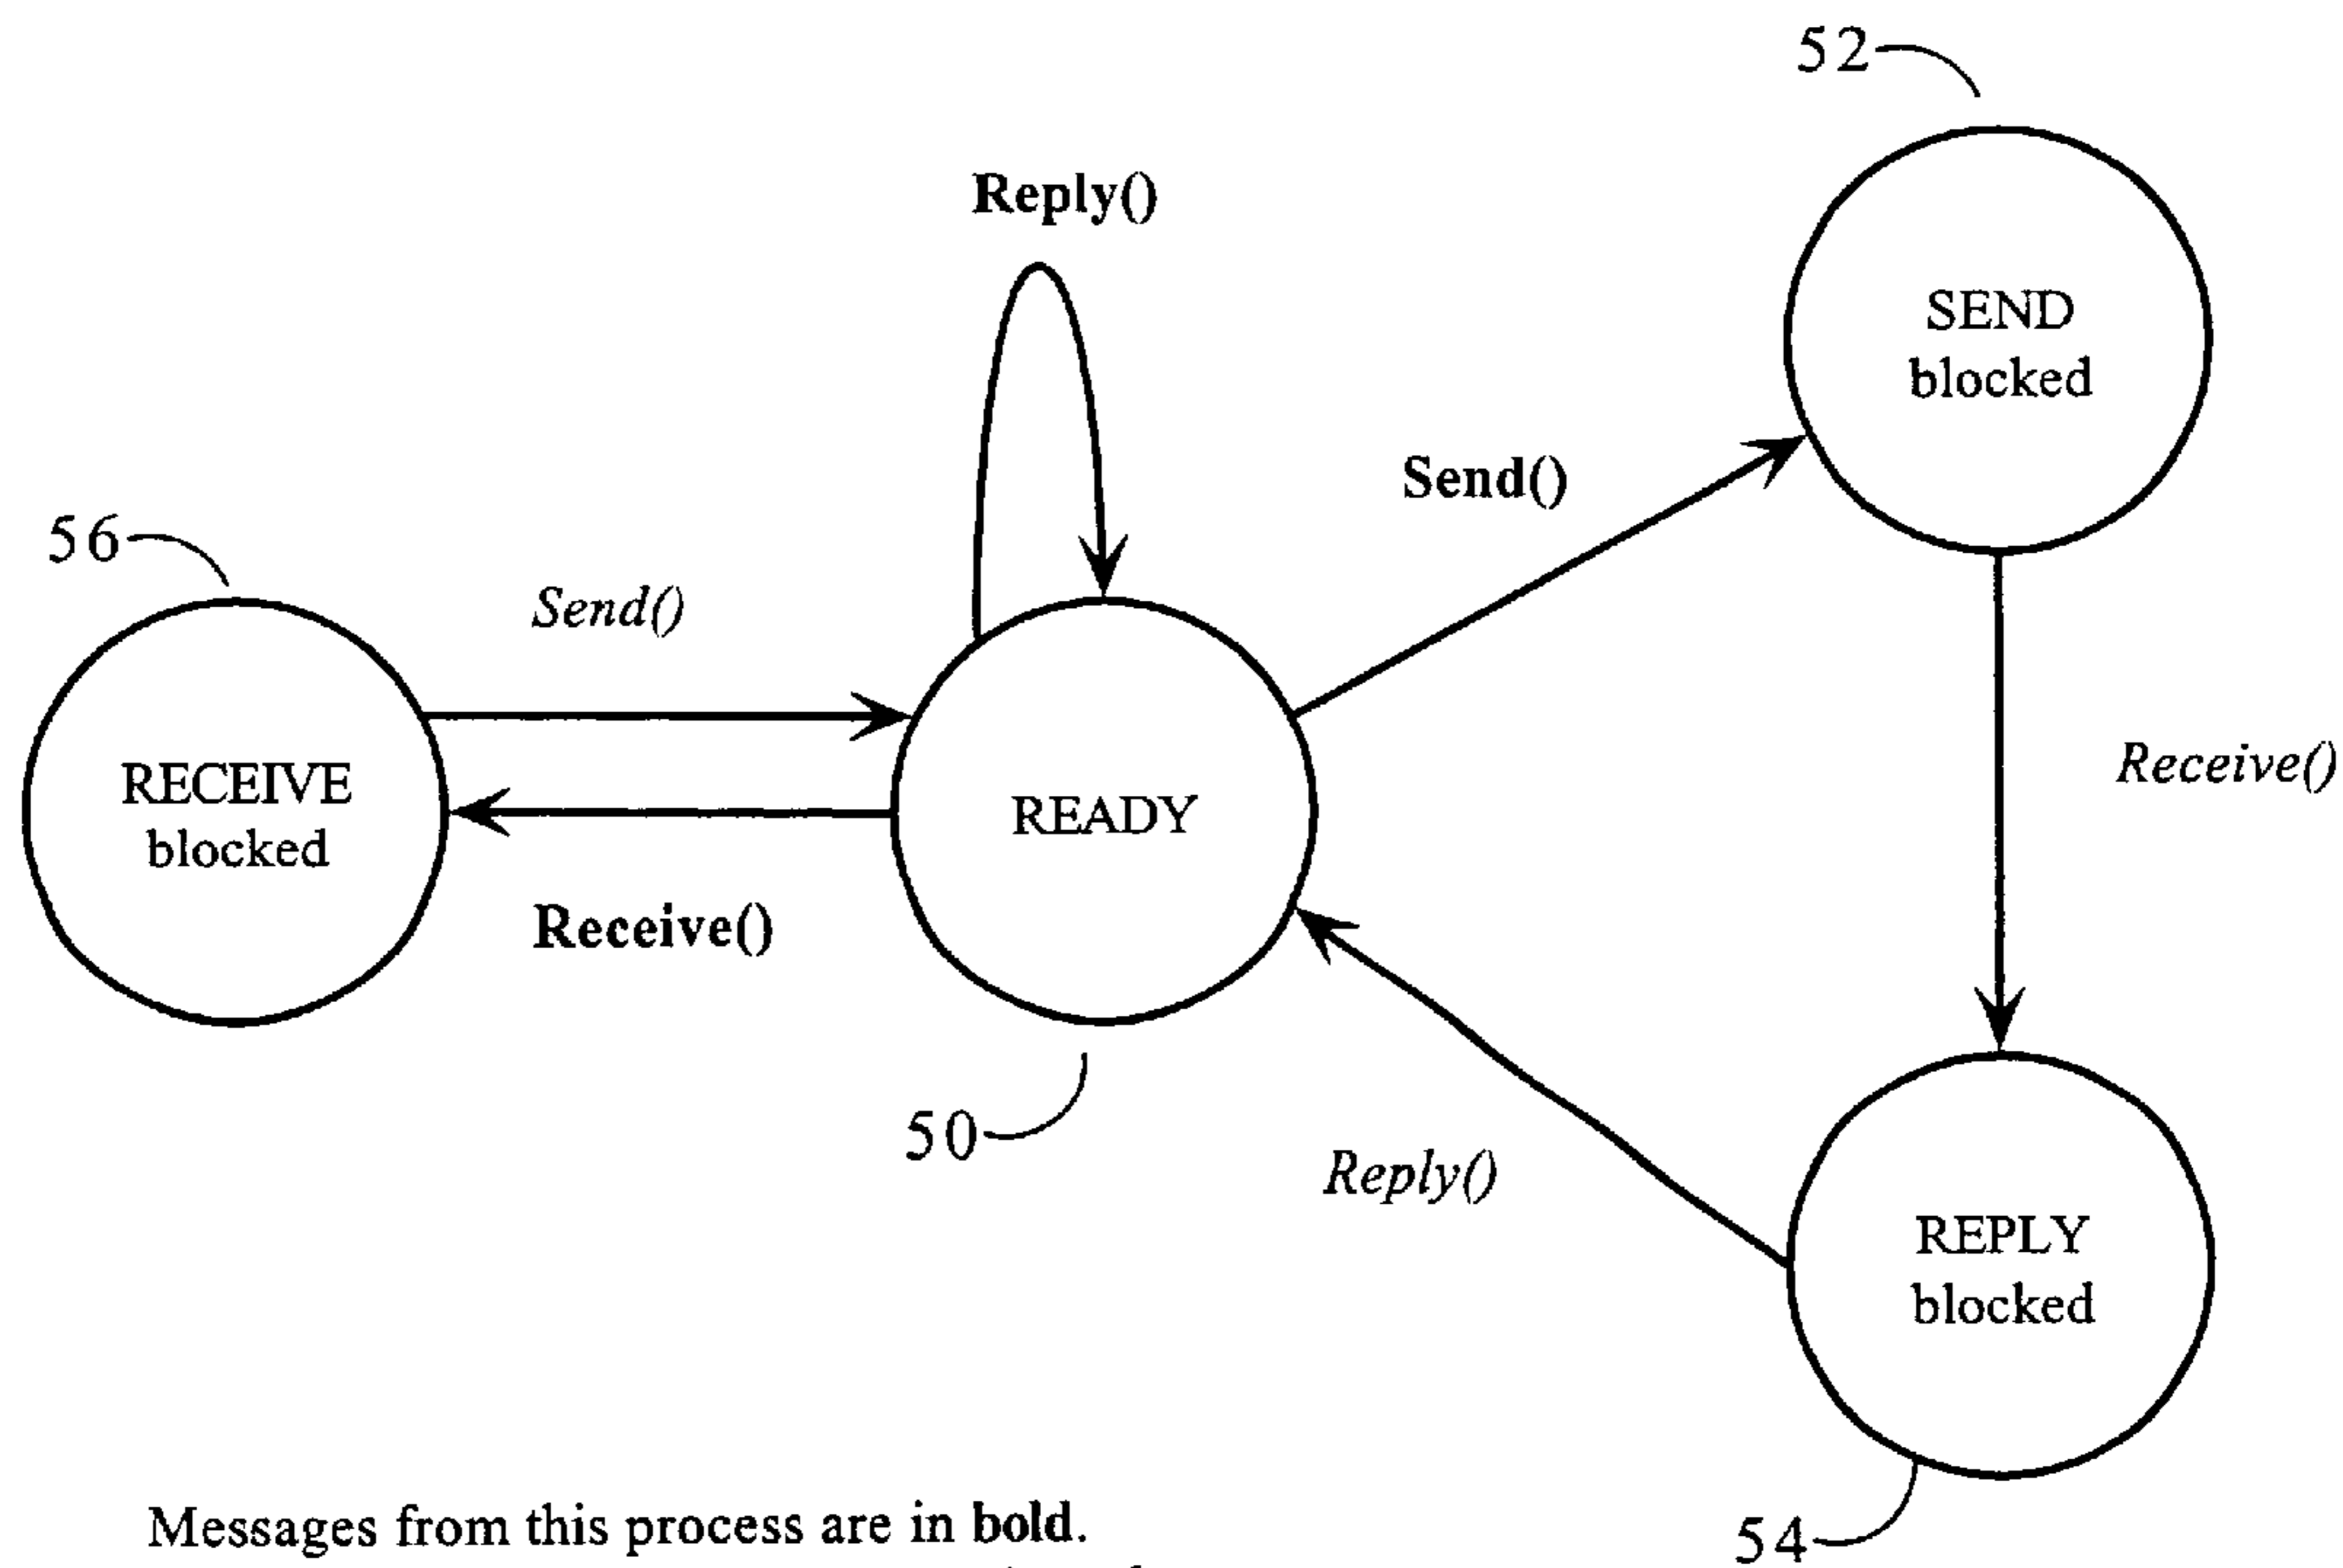 52
Reply()
SEND
blocked
Send()
56
Send()
Receive()
RECEIVE
blocked
READY
Receive()
50
Reply()
REPLY
blocked
Messages from this process are in bold.
54